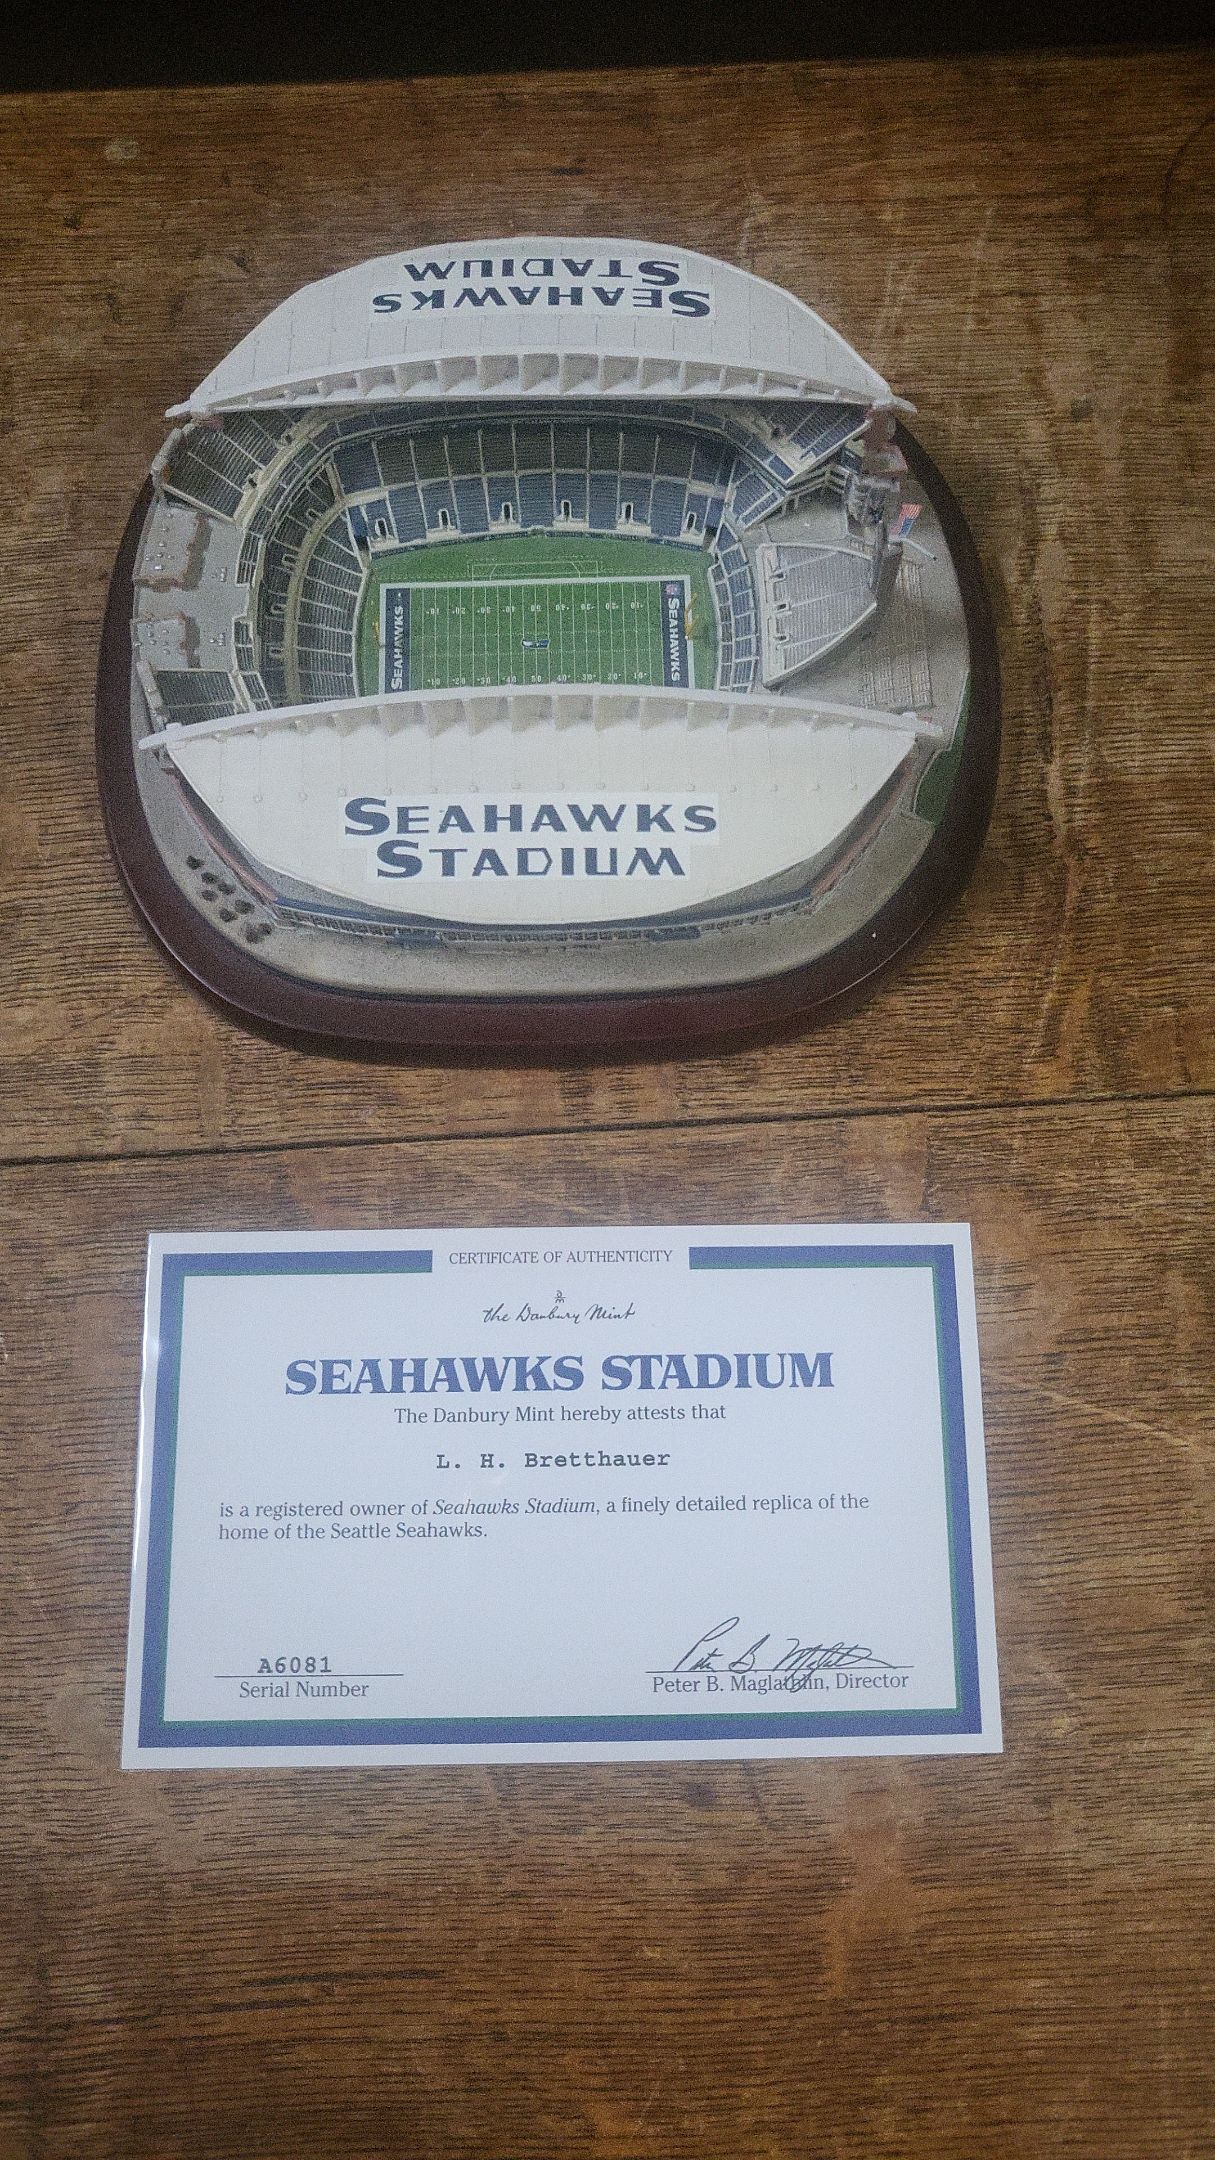 SEAHAWKS
STADIUM
SEAHAWKS
SEAHAWKS
SEAHAWKS
STADIUM
CERTIFICATE OF AUTHENTICITY
the Danbury Mint
SEAHAWKS STADIUM
The Danbury Mint hereby attests that
L. H. Bretthauer
is a registered owner of Seahawks Stadium, a finely detailed replica of the
home of the Seattle Seahawks.
A6081
Serial Number
Peter B. Maglathlin, Director